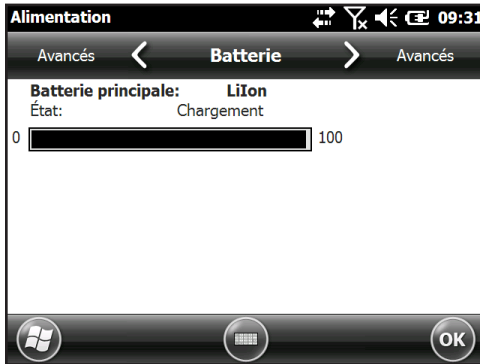 Alimentation 09:31
Avancés Batterie Avancés
Batterie principale: LiIon
État: Chargement
0 100
OK